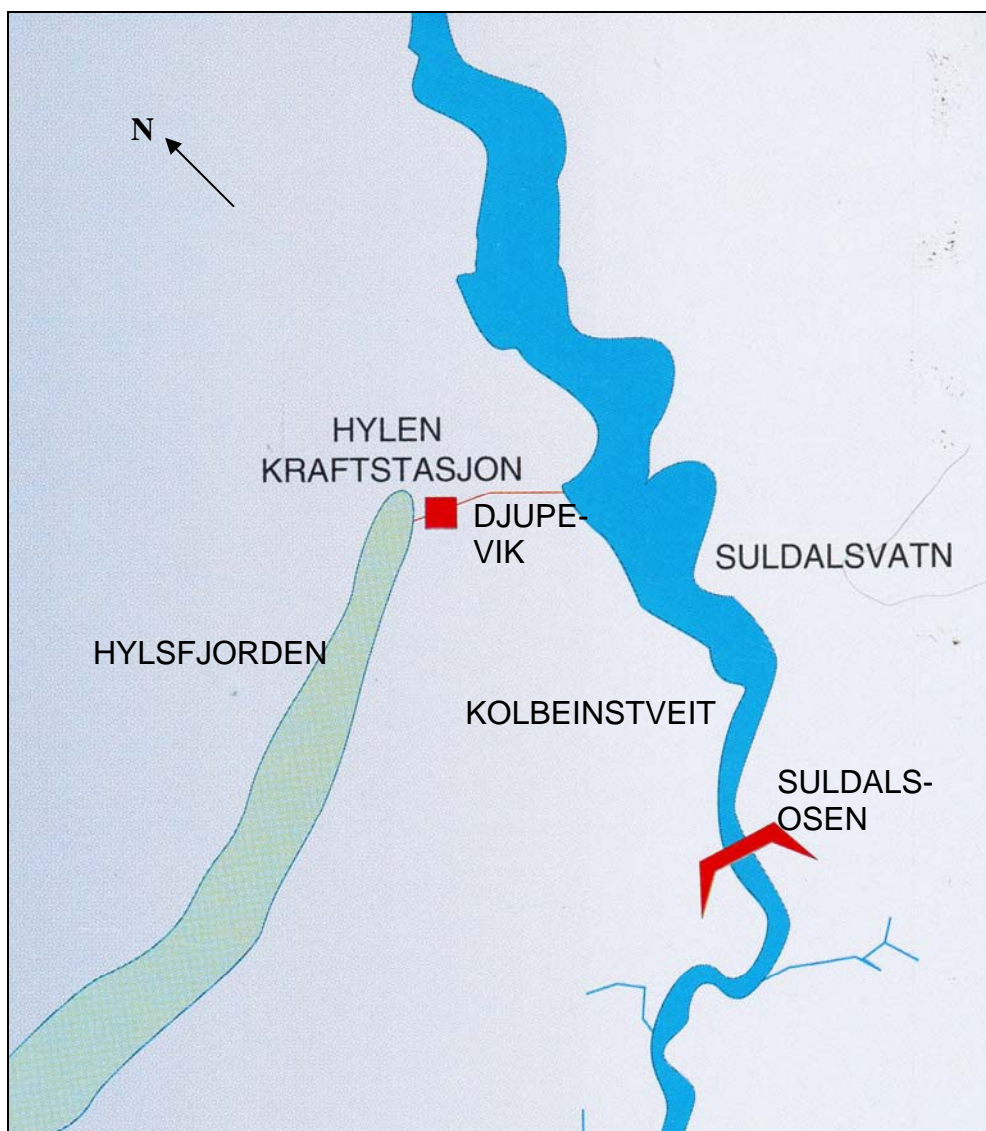 N
HYLEN
KRAFTSTASJON
DJUPE-
VIK
SULDALSVATN
HYLSFJORDEN
KOLBEINSTVEIT
SULDALS-
OSEN